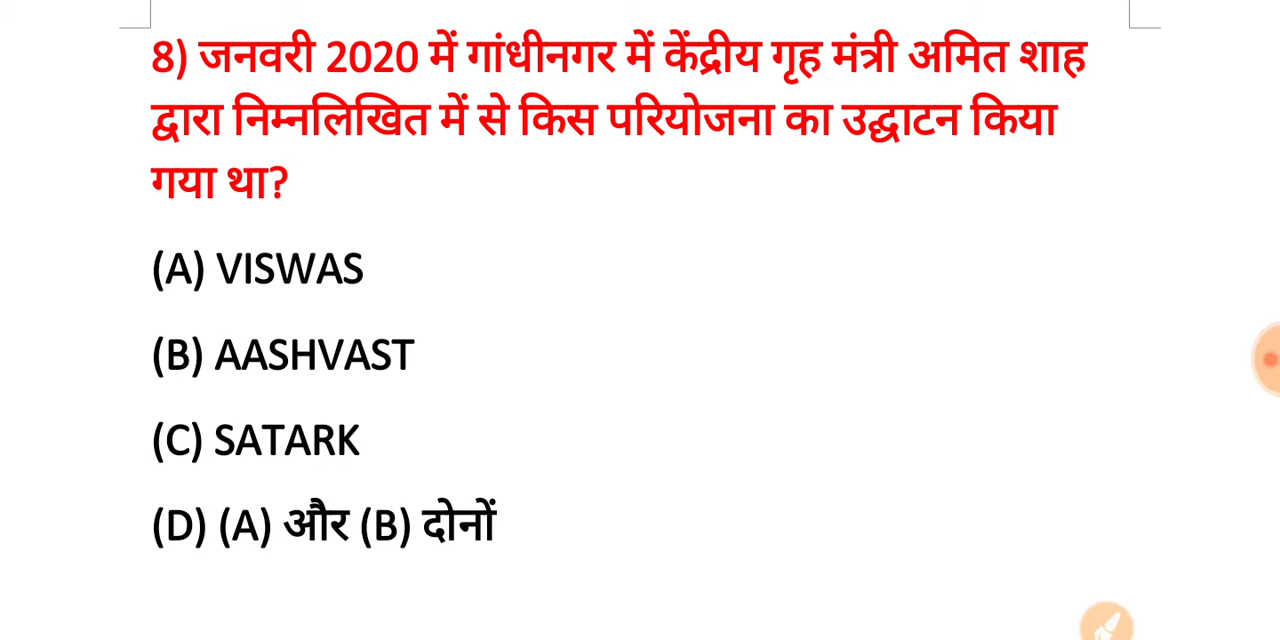 8) जनवरी 2020 में गांधीनगर में केंद्रीय गृह मंत्री अमित शाह
द्वारा निम्नलिखित में से किस परियोजना का उद्घाटन किया
गया था?
(A) VISWAS
(B) AASHVAST
(C) SATARK
(D) (A) और (B) दोनों